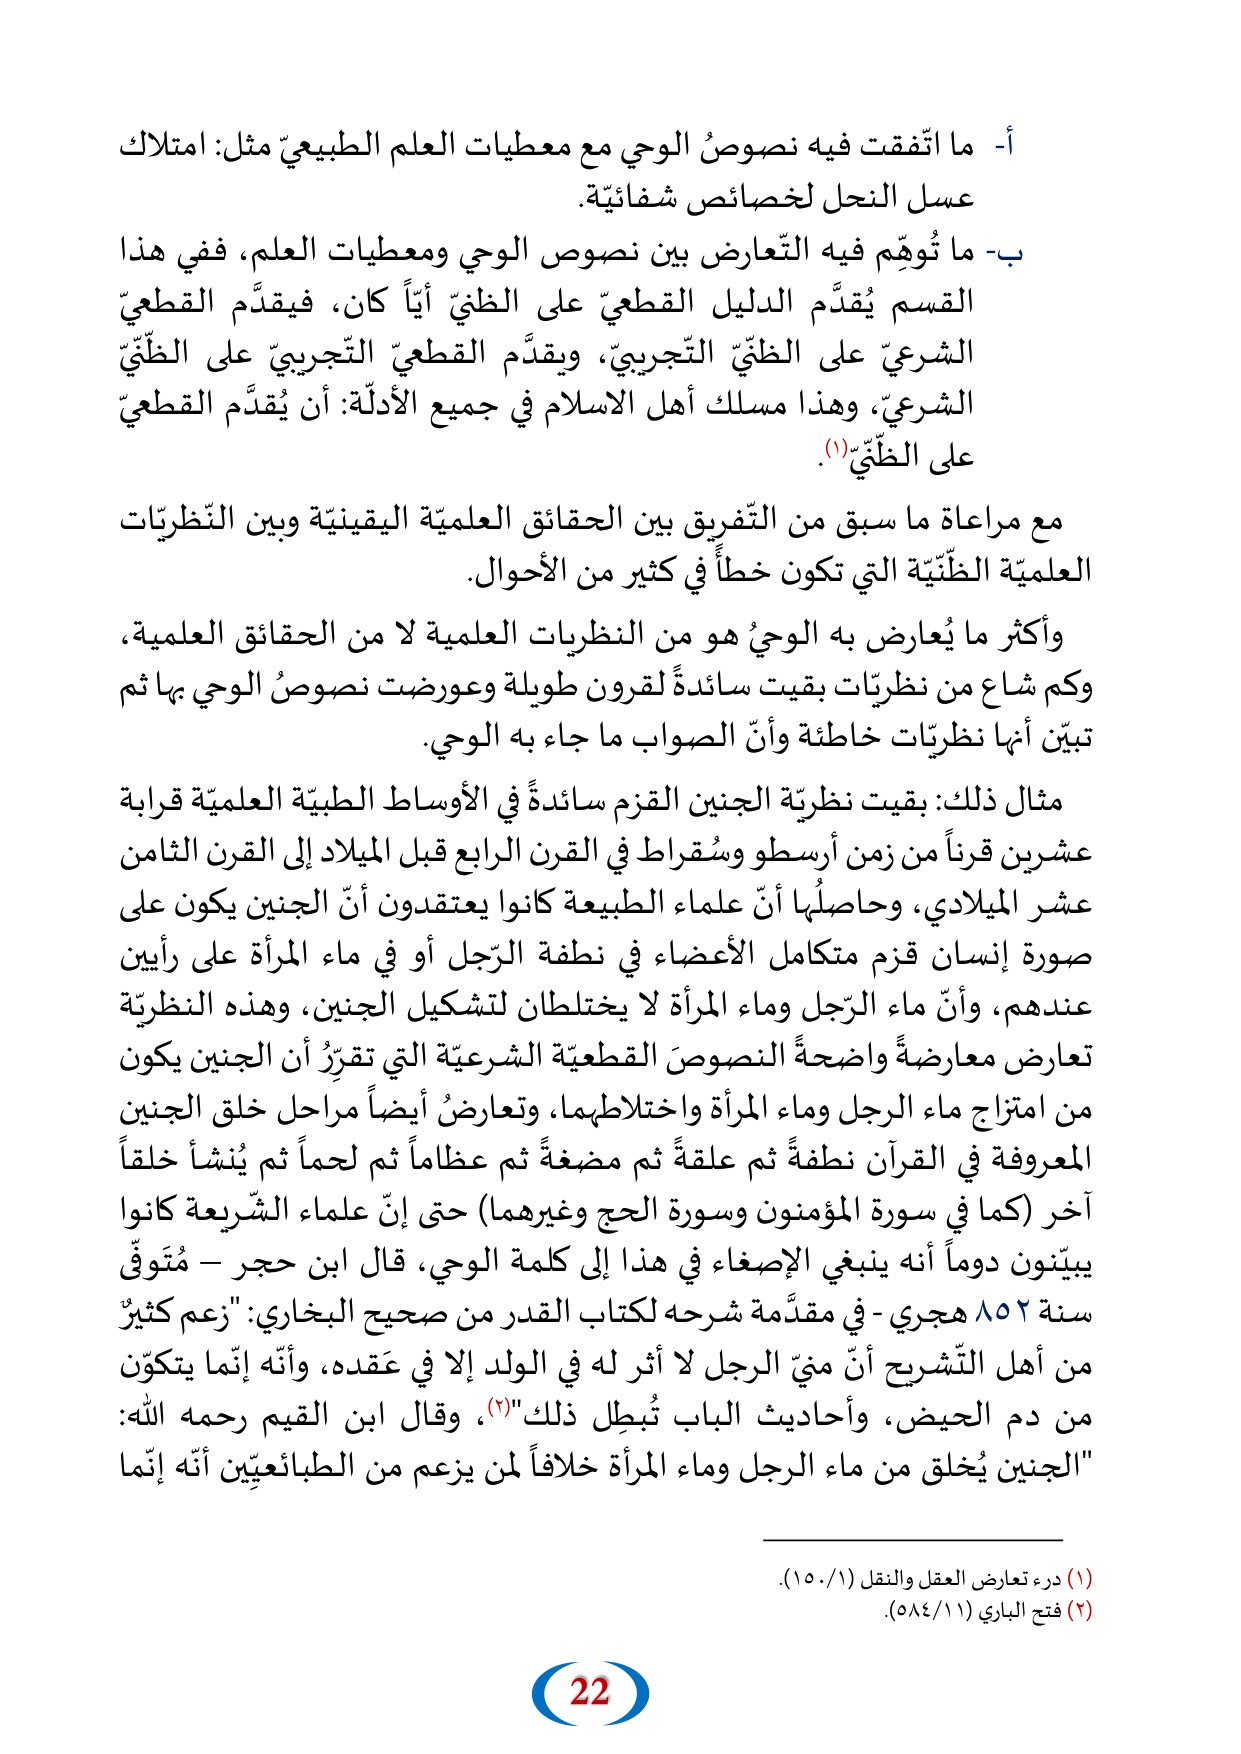 أ- ما اتّفقت فيه نصوصُ الوحي مع معطيات العلم الطبيعيّ مثل: امتلاك
عسل النحل لخصائص شفائيّة.
ب- ما تُوهِّم فيه التّعارض بين نصوص الوحي ومعطيات العلم، ففي هذا
القسم يُقدَّم الدليل القطعيّ على الظنيّ أيّاً كان، فيقدَّم القطعيّ
الشرعيّ على الظنّيّ التّجريبيّ، ويقدَّم القطعيّ التّجريبيّ على الظّنّيّ
الشرعيّ، وهذا مسلك أهل الاسلام في جميع الأدلّة: أن يُقدَّم القطعيّ
على الظّنّيّ(١).
مع مراعاة ما سبق من التّفريق بين الحقائق العلميّة اليقينيّة وبين النّظريّات
العلميّة الظّنّيّة التي تكون خطأً في كثير من الأحوال.
وأكثر ما يُعارض به الوحيُ هو من النظريات العلمية لا من الحقائق العلمية،
وكم شاع من نظريّات بقيت سائدةً لقرون طويلة وعورضت نصوصُ الوحي بها ثم
تبيّن أنها نظريّات خاطئة وأنّ الصواب ما جاء به الوحي.
مثال ذلك: بقيت نظريّة الجنين القزم سائدةً في الأوساط الطبيّة العلميّة قرابة
عشرين قرناً من زمن أرسطو وسُقراط في القرن الرابع قبل الميلاد إلى القرن الثامن
عشر الميلادي، وحاصلُها أنّ علماء الطبيعة كانوا يعتقدون أنّ الجنين يكون على
صورة إنسان قزم متكامل الأعضاء في نطفة الرّجل أو في ماء المرأة على رأيين
عندهم، وأنّ ماء الرّجل وماء المرأة لا يختلطان لتشكيل الجنين، وهذه النظريّة
تعارض معارضةً واضحةً النصوصَ القطعيّة الشرعيّة التي تقرِّرُ أن الجنين يكون
من امتزاج ماء الرجل وماء المرأة واختلاطهما، وتعارضُ أيضاً مراحل خلق الجنين
المعروفة في القرآن نطفةً ثم علقةً ثم مضغةً ثم عظاماً ثم لحماً ثم يُنشأ خلقاً
آخر (كما في سورة المؤمنون وسورة الحج وغيرهما) حتى إنّ علماء الشّريعة كانوا
يبيّنون دوماً أنه ينبغي الإصغاء في هذا إلى كلمة الوحي، قال ابن حجر – مُتَوفّى
سنة ٨٥٢ هجري - في مقدَّمة شرحه لكتاب القدر من صحيح البخاري: "زعم كثيرٌ
من أهل التّشريح أنّ منيّ الرجل لا أثر له في الولد إلا في عَقده، وأنّه إنّما يتكوّن
من دم الحيض، وأحاديث الباب تُبطِل ذلك"(٢)، وقال ابن القيم رحمه الله:
"الجنين يُخلق من ماء الرجل وماء المرأة خلافاً لمن يزعم من الطبائعيِّين أنّه إنّما
(١) درء تعارض العقل والنقل (١/١٥٠).
(٢) فتح الباري (١١/٥٨٤).
22